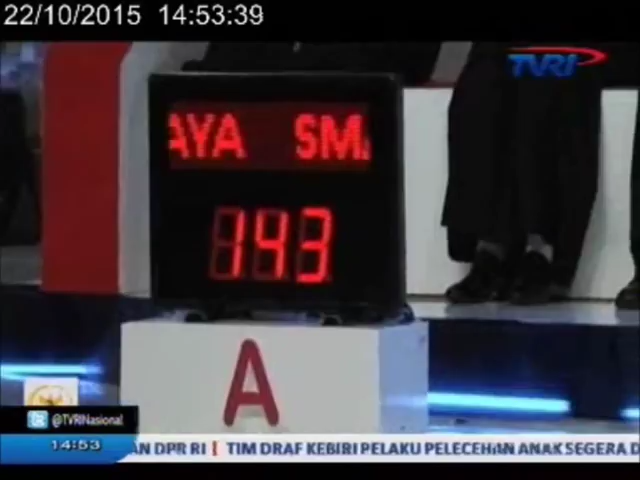 22/10/2015 14:53:39
TVRI
AYA SMA
143
A
@TVRINasional
14:53
AN DPR RI | TIM DRAF KEBIRI PELAKU PELECEHAN ANAK SEGERA D